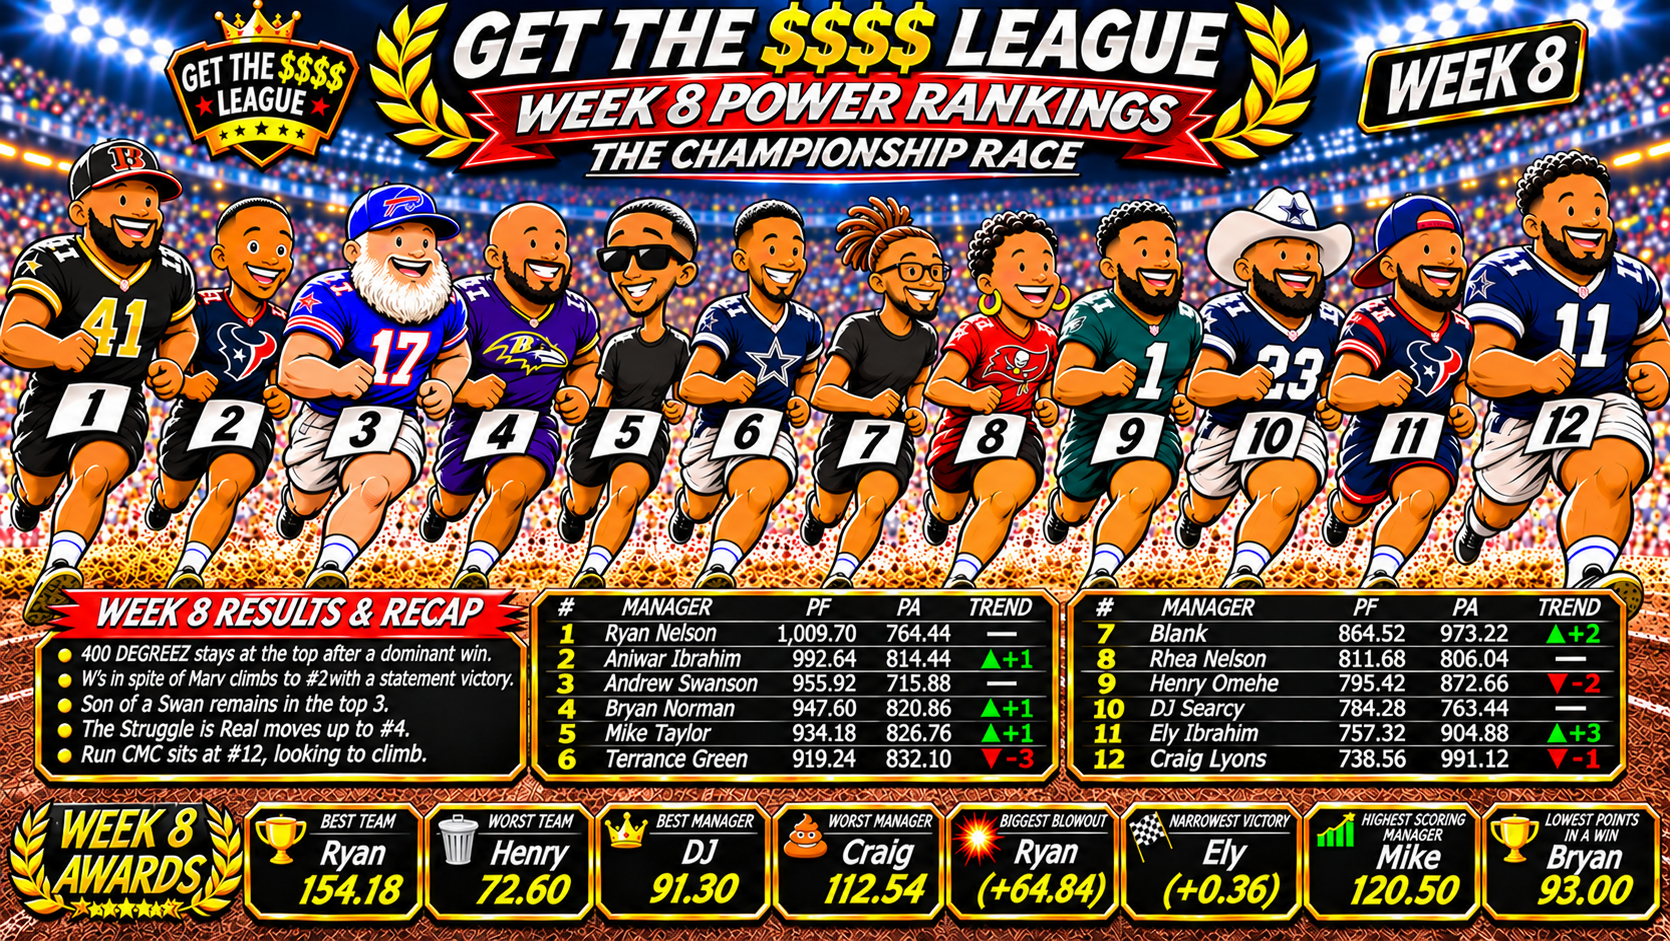 GET THE $$$$
LEAGUE
GET THE $$$$ LEAGUE
WEEK 8 POWER RANKINGS
THE CHAMPIONSHIP RACE
WEEK 8
B
41
17
1
23
11
1
2
3
4
5
6
7
8
9
10
11
12
WEEK 8 RESULTS & RECAP
400 DEGREEZ stays at the top after a dominant win.
W's in spite of Marv climbs to #2 with a statement victory.
Son of a Swan remains in the top 3.
The Struggle is Real moves up to #4.
Run CMC sits at #12, looking to climb.
# MANAGER PF PA TREND
1 Ryan Nelson 1,009.70 764.44 —
2 Aniwar Ibrahim 992.64 814.44 ▲+1
3 Andrew Swanson 955.92 715.88 —
4 Bryan Norman 947.60 820.86 ▲+1
5 Mike Taylor 934.18 826.76 ▲+1
6 Terrance Green 919.24 832.10 ▼-3
# MANAGER PF PA TREND
7 Blank 864.52 973.22 ▲+2
8 Rhea Nelson 811.68 806.04 —
9 Henry Omehe 795.42 872.66 ▼-2
10 DJ Searcy 784.28 763.44 —
11 Ely Ibrahim 757.32 904.88 ▲+3
12 Craig Lyons 738.56 991.12 ▼-1
WEEK 8
AWARDS
BEST TEAM
Ryan
154.18
WORST TEAM
Henry
72.60
BEST MANAGER
DJ
91.30
WORST MANAGER
Craig
112.54
BIGGEST BLOWOUT
Ryan
(+64.84)
NARROWEST VICTORY
Ely
(+0.36)
HIGHEST SCORING
MANAGER
Mike
120.50
LOWEST POINTS
IN A WIN
Bryan
93.00